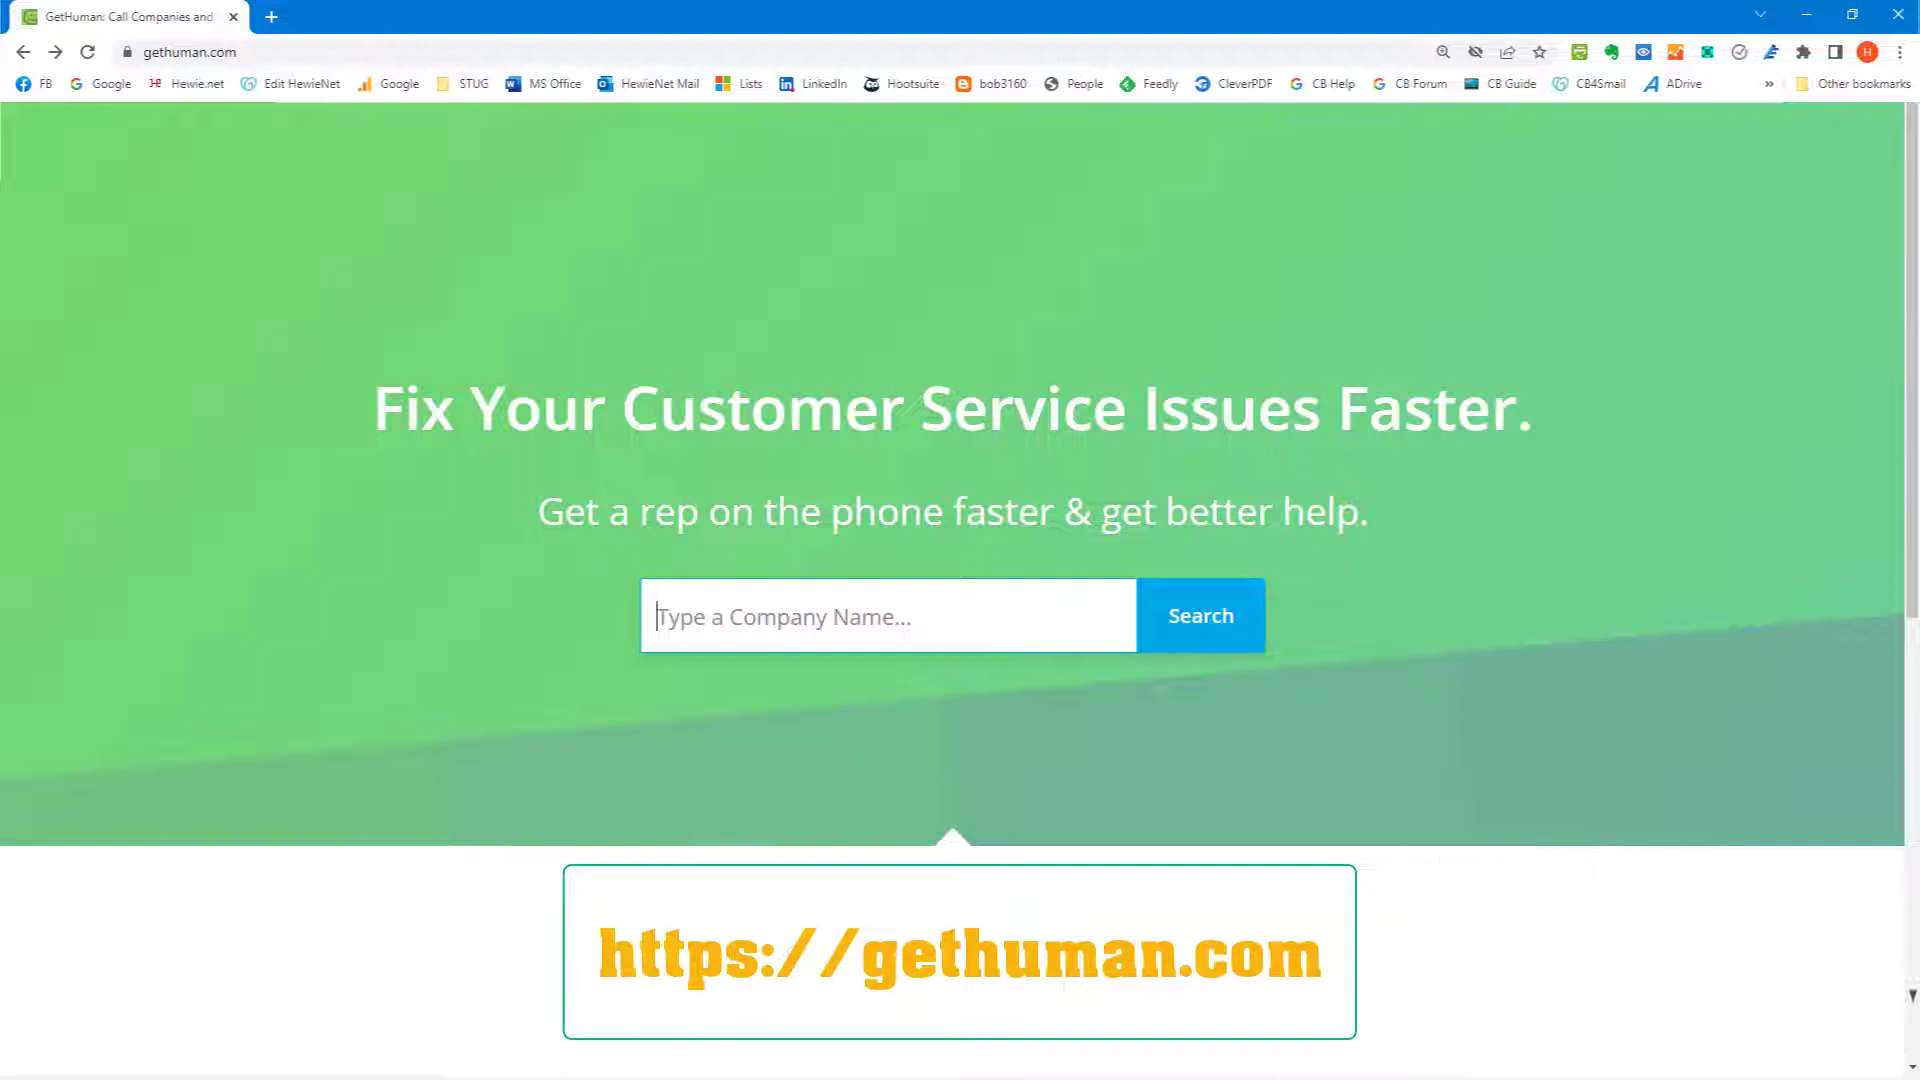 GetHuman: Call Companies and
gethuman.com
H
FB Google Hewie.net Edit HewieNet Google STUG MS Office HewieNet Mail Lists LinkedIn Hootsuite bob3160 People Feedly CleverPDF CB Help CB Forum CB Guide CB4Smail ADrive » Other bookmarks
Fix Your Customer Service Issues Faster.
Get a rep on the phone faster & get better help.
Type a Company Name...
Search
https://gethuman.com